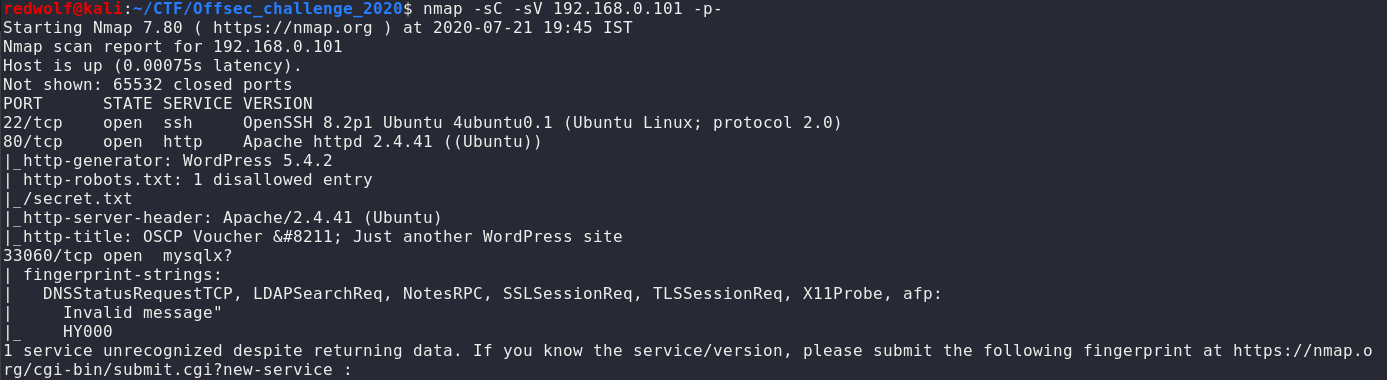 redwolf@kali:~/CTF/Offsec_challenge_2020$ nmap -sC -sV 192.168.0.101 -p-
Starting Nmap 7.80 ( https://nmap.org ) at 2020-07-21 19:45 IST
Nmap scan report for 192.168.0.101
Host is up (0.00075s latency).
Not shown: 65532 closed ports
PORT      STATE SERVICE VERSION
22/tcp    open  ssh     OpenSSH 8.2p1 Ubuntu 4ubuntu0.1 (Ubuntu Linux; protocol 2.0)
80/tcp    open  http    Apache httpd 2.4.41 ((Ubuntu))
|_http-generator: WordPress 5.4.2
| http-robots.txt: 1 disallowed entry
|_/secret.txt
|_http-server-header: Apache/2.4.41 (Ubuntu)
|_http-title: OSCP Voucher &#8211; Just another WordPress site
33060/tcp open  mysqlx?
| fingerprint-strings:
|   DNSStatusRequestTCP, LDAPSearchReq, NotesRPC, SSLSessionReq, TLSSessionReq, X11Probe, afp:
|     Invalid message"
|_    HY000
1 service unrecognized despite returning data. If you know the service/version, please submit the following fingerprint at https://nmap.o
rg/cgi-bin/submit.cgi?new-service :